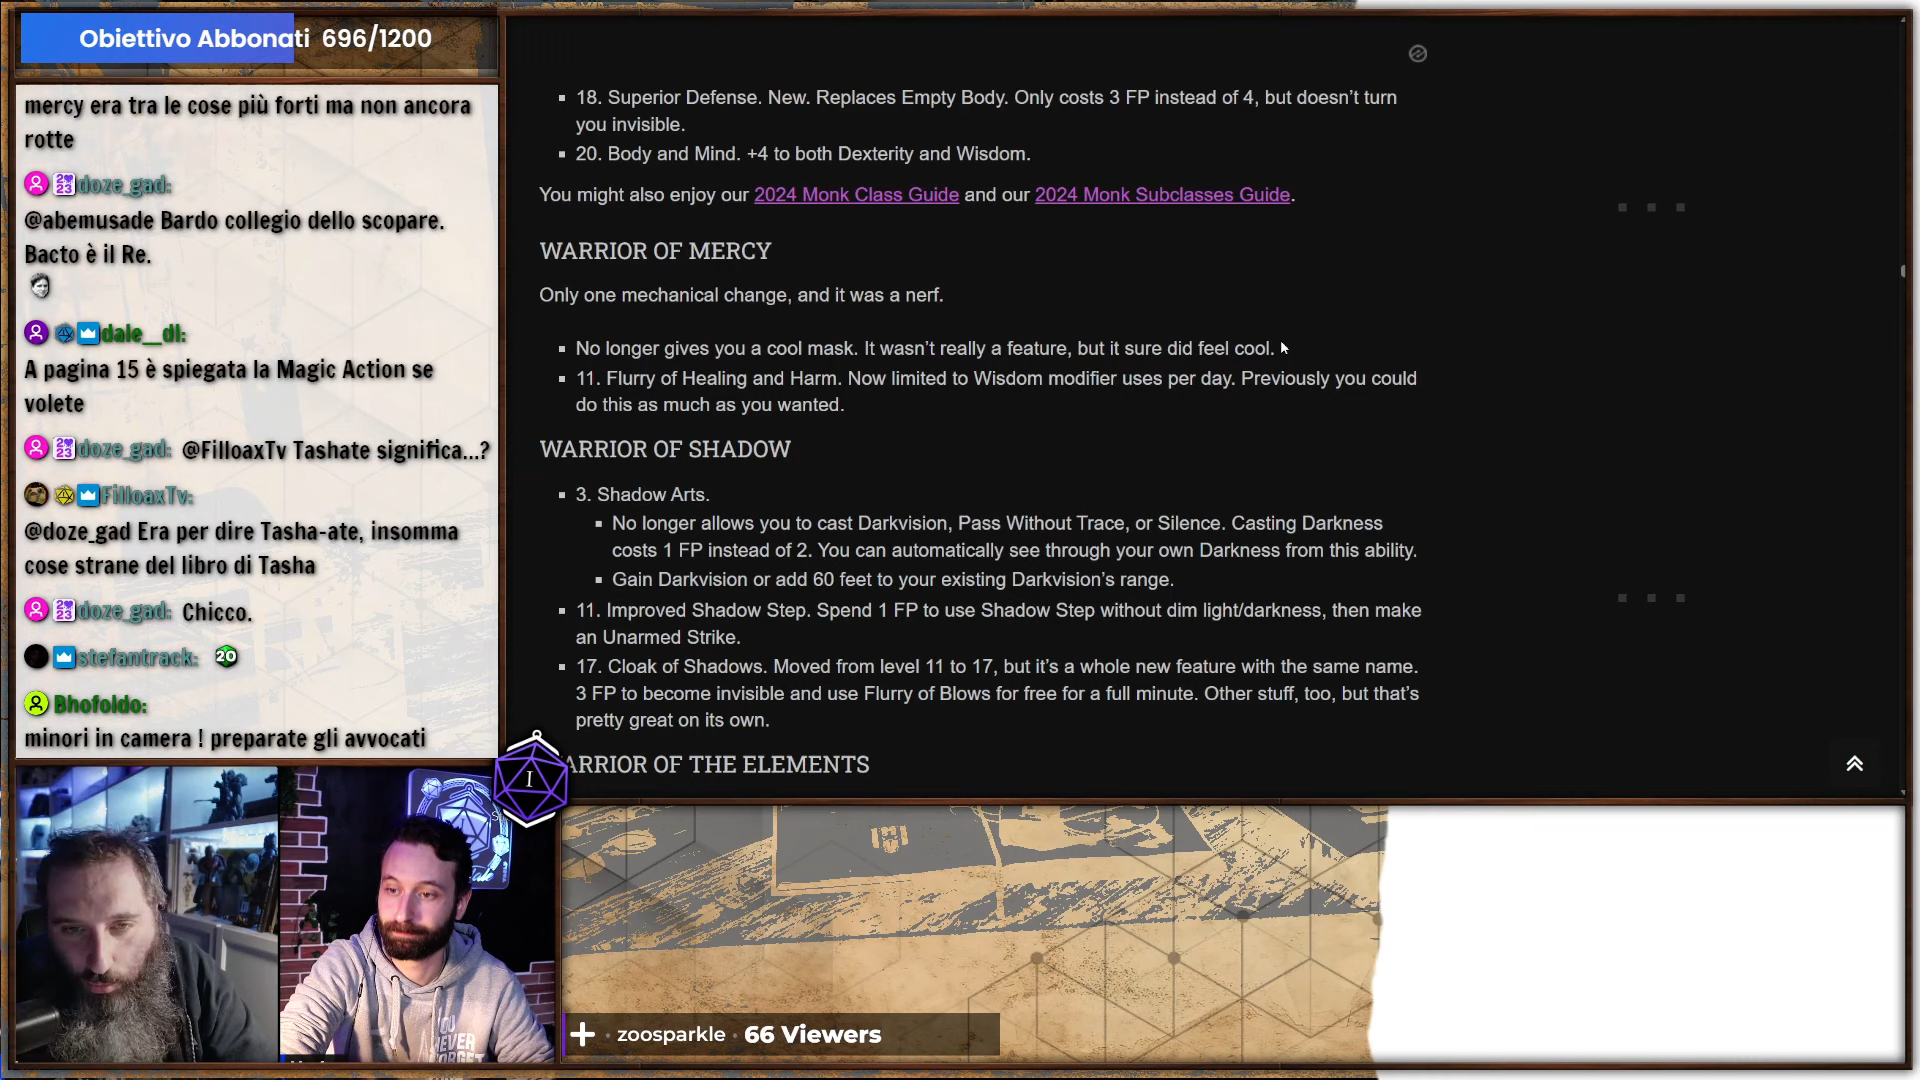 Obiettivo Abbonati 696/1200
mercy era tra le cose più forti ma non ancora
rotte
doze_gad:
@abemusade Bardo collegio dello scopare.
Bacto è il Re.
dale__dl:
A pagina 15 è spiegata la Magic Action se
volete
doze_gad: @FilloaxTv Tashate significa...?
FilloaxTv:
@doze_gad Era per dire Tasha-ate, insomma
cose strane del libro di Tasha
doze_gad: Chicco.
stefantrack: 20
Bhofoldo:
minori in camera ! preparate gli avvocati
18. Superior Defense. New. Replaces Empty Body. Only costs 3 FP instead of 4, but doesn't turn
you invisible.
20. Body and Mind. +4 to both Dexterity and Wisdom.
You might also enjoy our 2024 Monk Class Guide and our 2024 Monk Subclasses Guide.
WARRIOR OF MERCY
Only one mechanical change, and it was a nerf.
No longer gives you a cool mask. It wasn't really a feature, but it sure did feel cool.
11. Flurry of Healing and Harm. Now limited to Wisdom modifier uses per day. Previously you could
do this as much as you wanted.
WARRIOR OF SHADOW
3. Shadow Arts.
No longer allows you to cast Darkvision, Pass Without Trace, or Silence. Casting Darkness
costs 1 FP instead of 2. You can automatically see through your own Darkness from this ability.
Gain Darkvision or add 60 feet to your existing Darkvision's range.
11. Improved Shadow Step. Spend 1 FP to use Shadow Step without dim light/darkness, then make
an Unarmed Strike.
17. Cloak of Shadows. Moved from level 11 to 17, but it's a whole new feature with the same name.
3 FP to become invisible and use Flurry of Blows for free for a full minute. Other stuff, too, but that's
pretty great on its own.
ARRIOR OF THE ELEMENTS
I
YOU
NEVER
FORGET
+ · zoosparkle · 66 Viewers